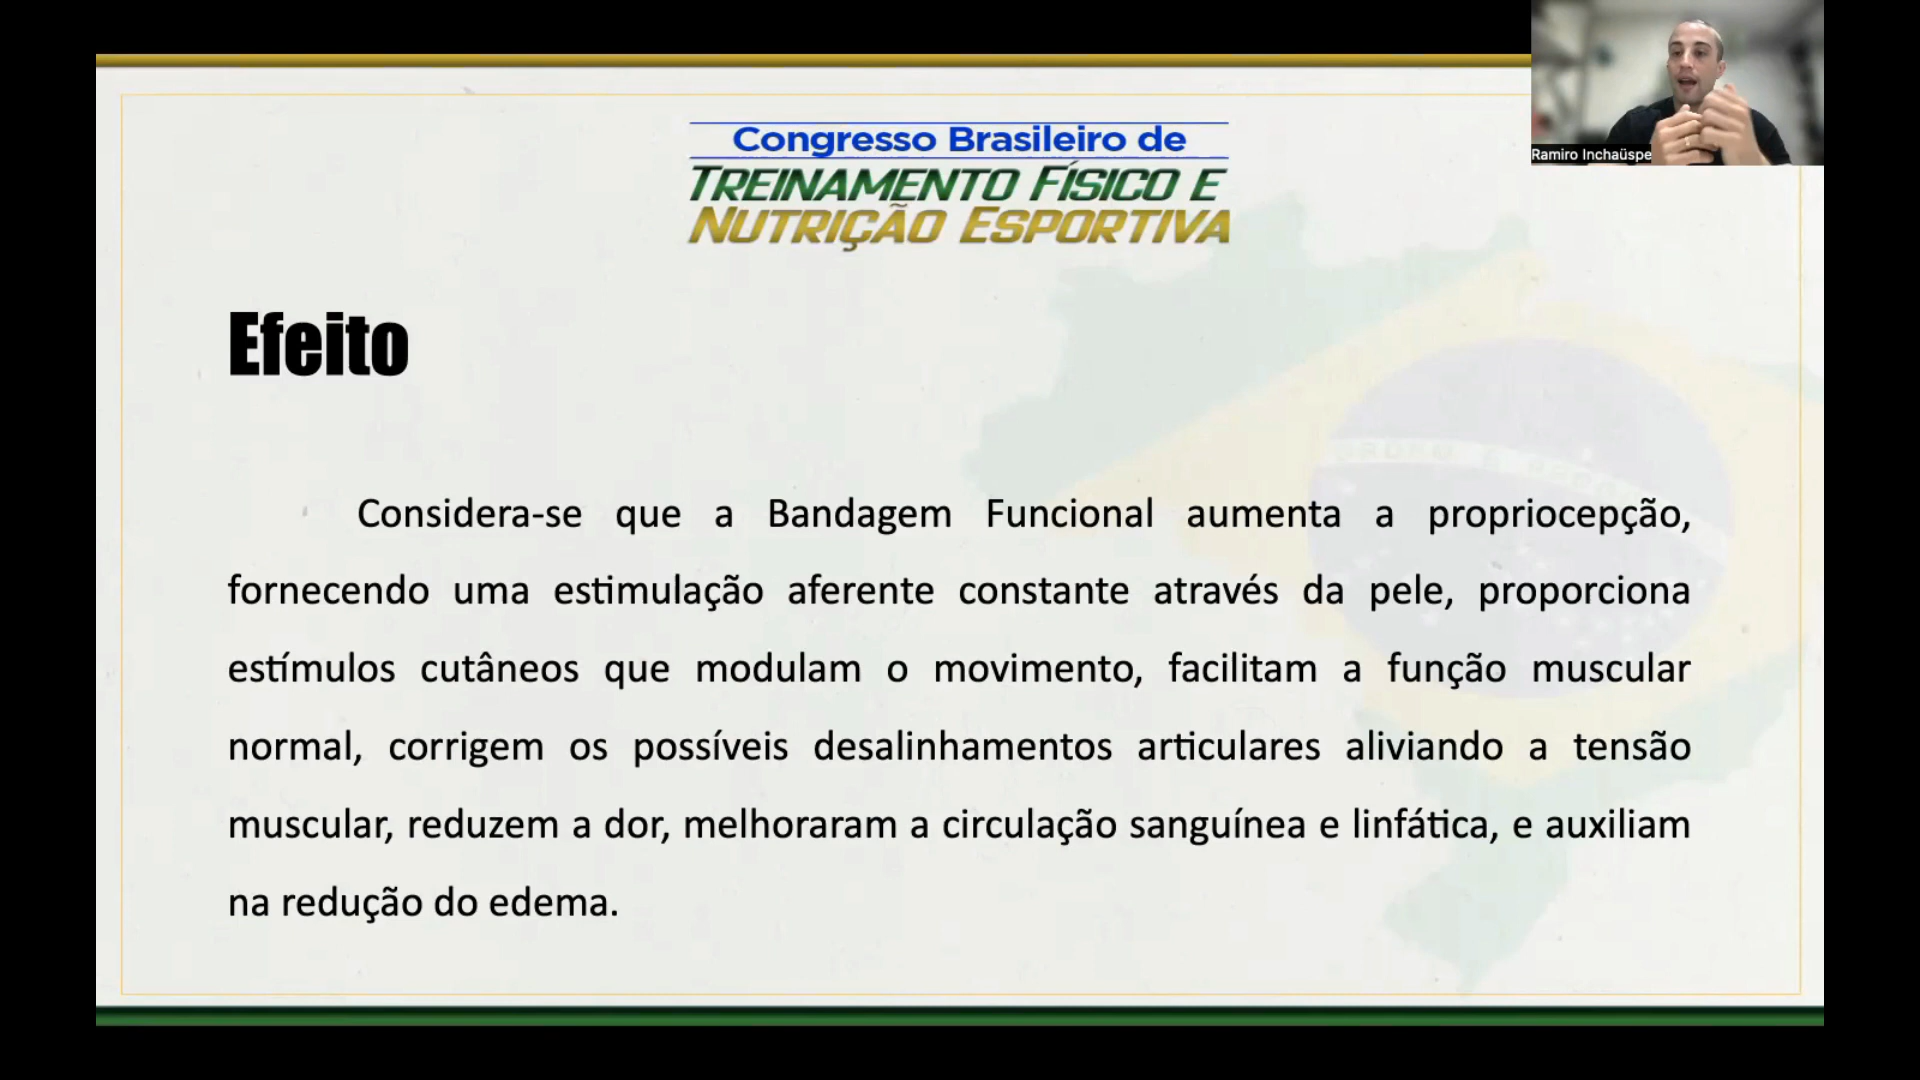 Ramiro Inchaúspe
Congresso Brasileiro de
TREINAMENTO FÍSICO E
NUTRIÇÃO ESPORTIVA
Efeito
Considera-se que a Bandagem Funcional aumenta a propriocepção,
fornecendo uma estimulação aferente constante através da pele, proporciona
estímulos cutâneos que modulam o movimento, facilitam a função muscular
normal, corrigem os possíveis desalinhamentos articulares aliviando a tensão
muscular, reduzem a dor, melhoraram a circulação sanguínea e linfática, e auxiliam
na redução do edema.